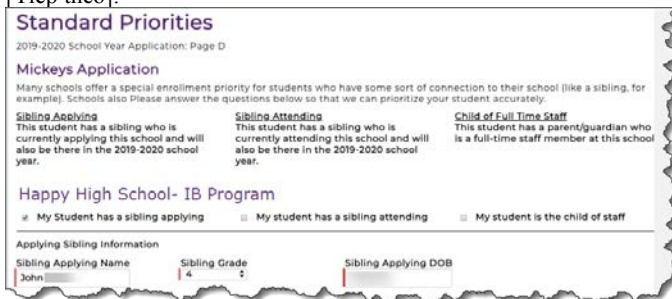 [Tiếp theo].
Standard Priorities
2019-2020 School Year Application: Page D
Mickeys Application
Many schools offer a special enrollment priority for students who have some sort of connection to their school (like a sibling, for
example). Schools also Please answer the questions below so that we can prioritize your student accurately.
Sibling Applying
This student has a sibling who is
currently applying this school and will
also be there in the 2019-2020 school
year.
Sibling Attending
This student has a sibling who is
currently attending this school and will
also be there in the 2019-2020 school
year.
Child of Full Time Staff
This student has a parent/guardian who
is a full-time staff member at this school
Happy High School- IB Program
My Student has a sibling applying
My student has a sibling attending
My student is the child of staff
Applying Sibling Information
Sibling Applying Name
John
Sibling Grade
4
Sibling Applying DOB